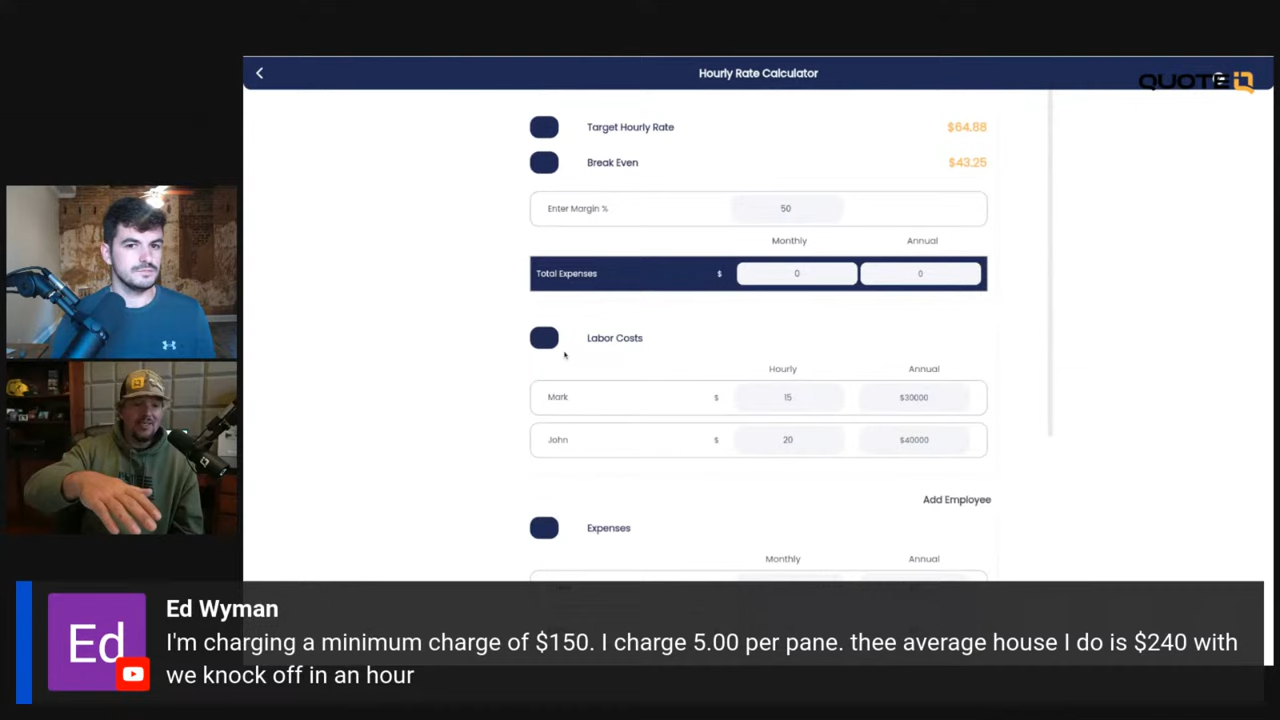 Hourly Rate Calculator
QUOTE IQ
Target Hourly Rate $64.88
Break Even $43.25
Enter Margin % 50
Monthly Annual
Total Expenses $ 0 0
Labor Costs
Hourly Annual
Mark $ 15 $30000
John $ 20 $40000
Add Employee
Expenses
Monthly Annual
Ed
Ed Wyman
I'm charging a minimum charge of $150. I charge 5.00 per pane. thee average house I do is $240 with
we knock off in an hour